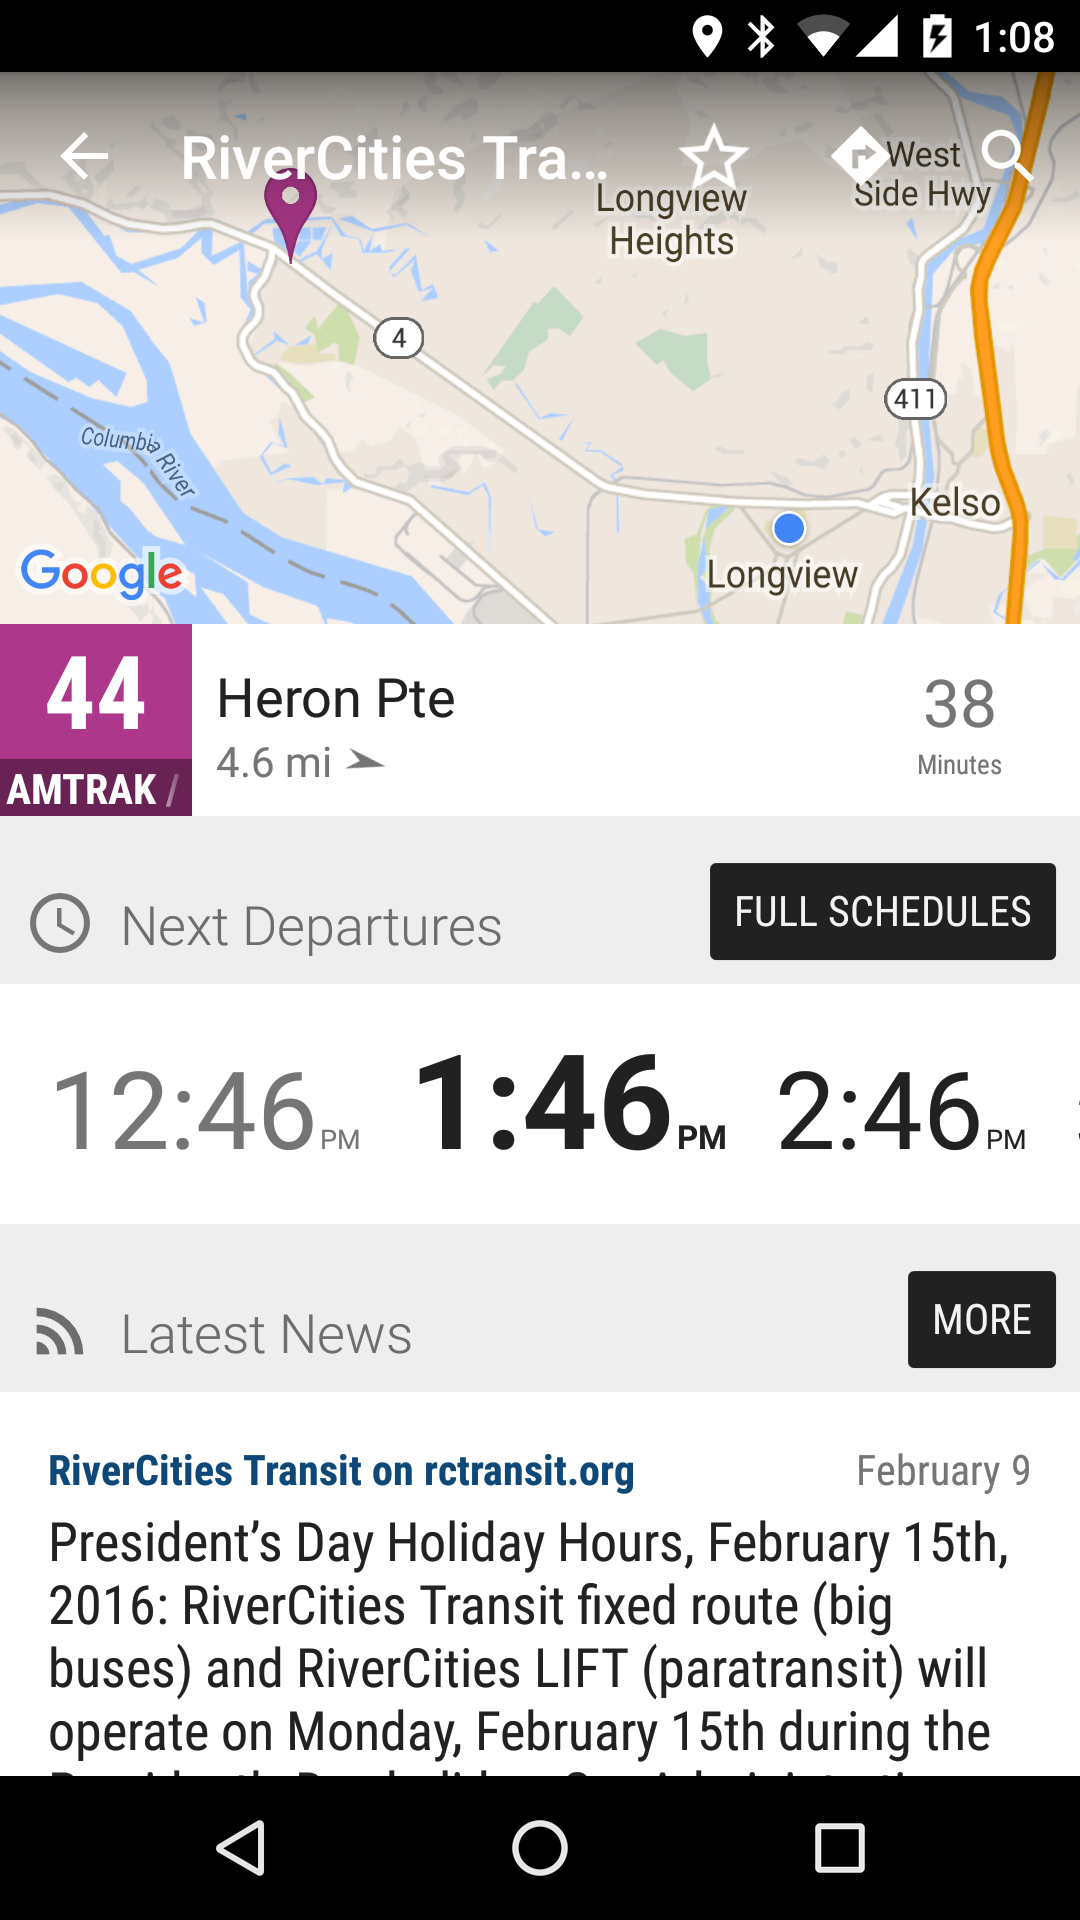 1:08
RiverCities Tra...
West
Side Hwy
Longview
Heights
4
411
Columbia River
Kelso
Longview
Google
44
AMTRAK /
Heron Pte
4.6 mi
38
Minutes
Next Departures
FULL SCHEDULES
12:46 PM 1:46 PM 2:46 PM
Latest News
MORE
RiverCities Transit on rctransit.org
February 9
President’s Day Holiday Hours, February 15th,
2016: RiverCities Transit fixed route (big
buses) and RiverCities LIFT (paratransit) will
operate on Monday, February 15th during the